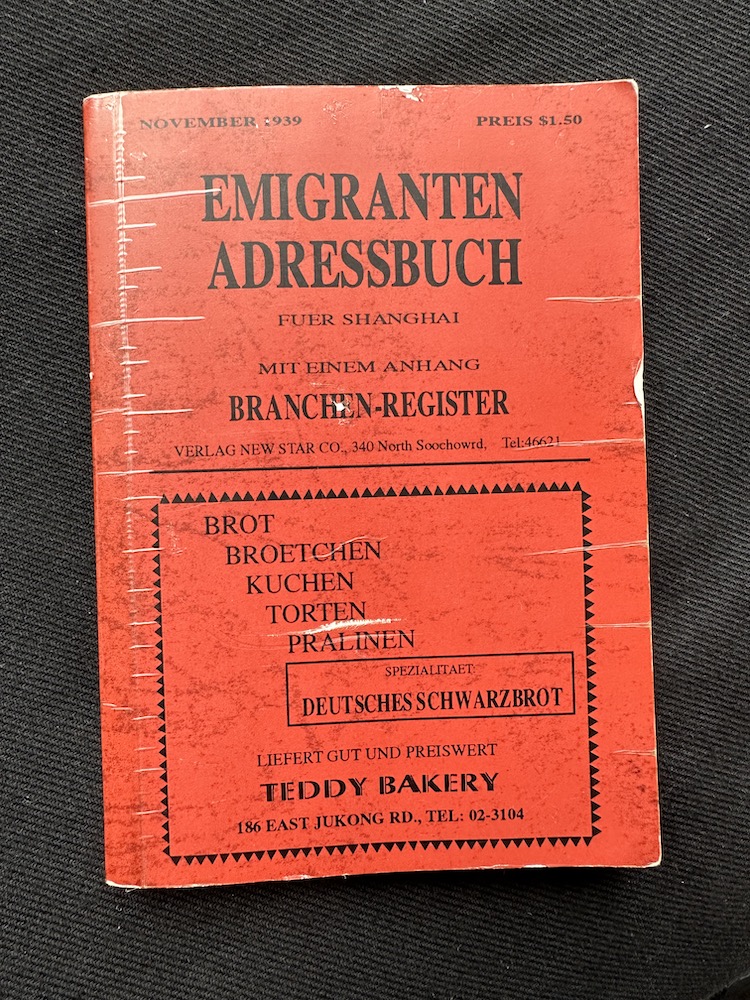 NOVEMBER 1939 PREIS $1.50
EMIGRANTEN
ADRESSBUCH
FUER SHANGHAI
MIT EINEM ANHANG
BRANCHEN-REGISTER
VERLAG NEW STAR CO., 340 North Soochowrd, Tel:46621
BROT
BROETCHEN
KUCHEN
TORTEN
PRALINEN
SPEZIALITAET:
DEUTSCHES SCHWARZBROT
LIEFERT GUT UND PREISWERT
TEDDY BAKERY
186 EAST JUKONG RD., TEL: 02-3104